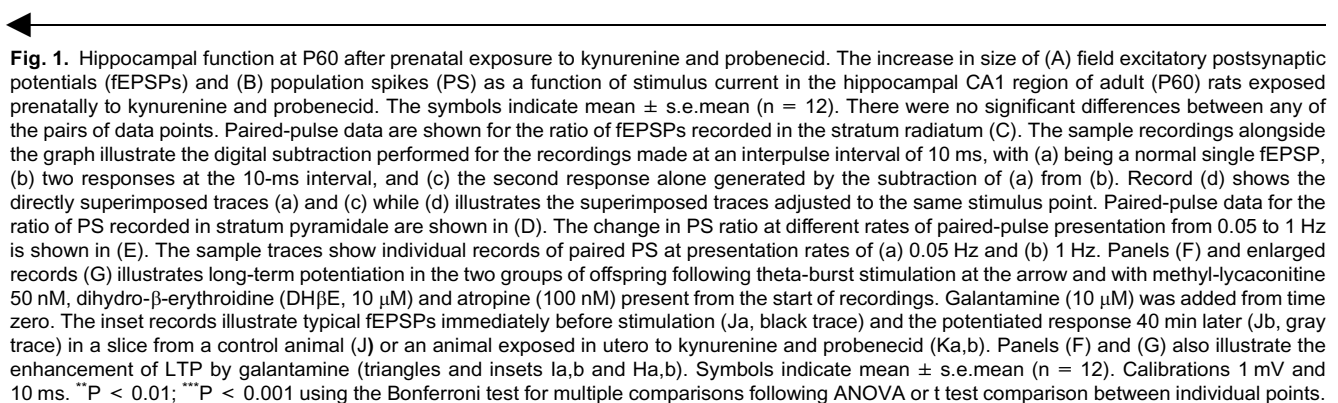 Fig. 1. Hippocampal function at P60 after prenatal exposure to kynurenine and probenecid. The increase in size of (A) field excitatory postsynaptic
potentials (fEPSPs) and (B) population spikes (PS) as a function of stimulus current in the hippocampal CA1 region of adult (P60) rats exposed
prenatally to kynurenine and probenecid. The symbols indicate mean ± s.e.mean (n = 12). There were no significant differences between any of
the pairs of data points. Paired-pulse data are shown for the ratio of fEPSPs recorded in the stratum radiatum (C). The sample recordings alongside
the graph illustrate the digital subtraction performed for the recordings made at an interpulse interval of 10 ms, with (a) being a normal single fEPSP,
(b) two responses at the 10-ms interval, and (c) the second response alone generated by the subtraction of (a) from (b). Record (d) shows the
directly superimposed traces (a) and (c) while (d) illustrates the superimposed traces adjusted to the same stimulus point. Paired-pulse data for the
ratio of PS recorded in stratum pyramidale are shown in (D). The change in PS ratio at different rates of paired-pulse presentation from 0.05 to 1 Hz
is shown in (E). The sample traces show individual records of paired PS at presentation rates of (a) 0.05 Hz and (b) 1 Hz. Panels (F) and enlarged
records (G) illustrates long-term potentiation in the two groups of offspring following theta-burst stimulation at the arrow and with methyl-lycaconitine
50 nM, dihydro-β-erythroidine (DHβE, 10 μM) and atropine (100 nM) present from the start of recordings. Galantamine (10 μM) was added from time
zero. The inset records illustrate typical fEPSPs immediately before stimulation (Ja, black trace) and the potentiated response 40 min later (Jb, gray
trace) in a slice from a control animal (J) or an animal exposed in utero to kynurenine and probenecid (Ka,b). Panels (F) and (G) also illustrate the
enhancement of LTP by galantamine (triangles and insets Ia,b and Ha,b). Symbols indicate mean ± s.e.mean (n = 12). Calibrations 1 mV and
10 ms. **P < 0.01; ***P < 0.001 using the Bonferroni test for multiple comparisons following ANOVA or t test comparison between individual points.